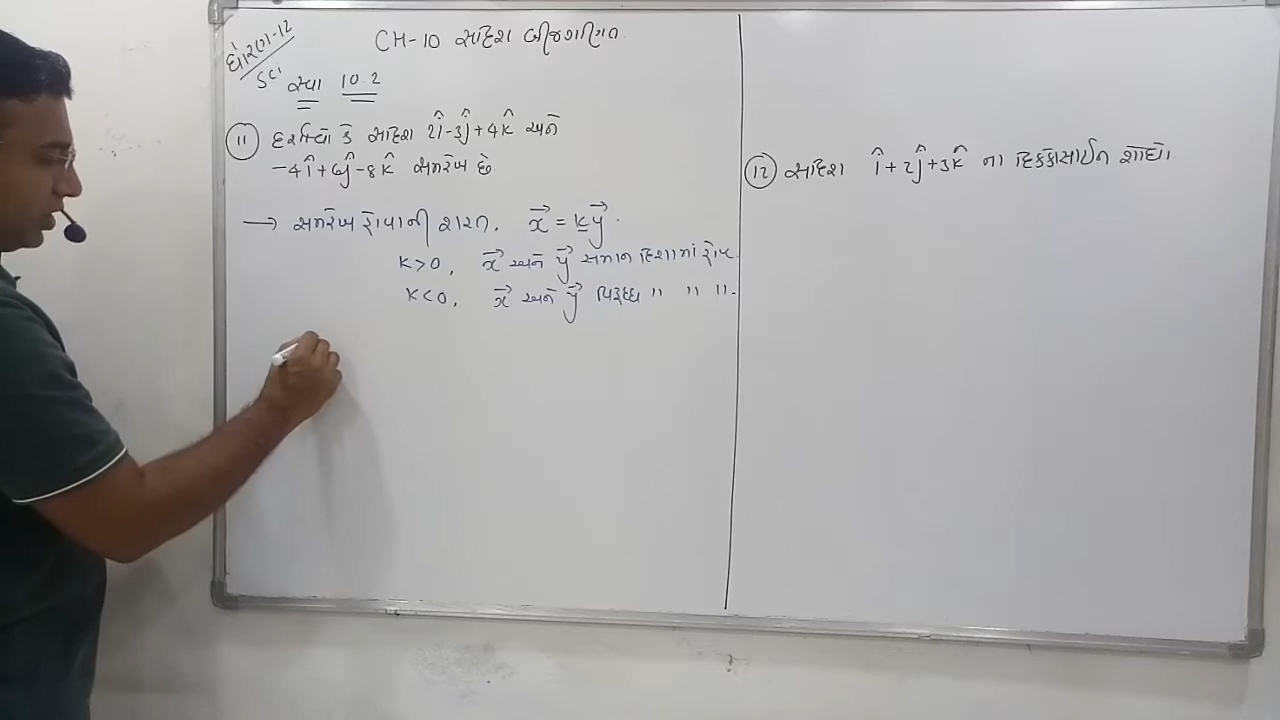 ધોરણ-12
Sci
CH-10 સદિશ બીજગણિત
સ્વા 10.2
(11) દર્શાવો કે સદિશ 2î-3ĵ+4k̂ અને
-4î+6ĵ-8k̂ સમરેખ છે.
→ સમરેખ હોવાની શરત, x⃗ = ky⃗.
K>0, x⃗ અને y⃗ સમાન દિશામાં હોય.
K<0, x⃗ અને y⃗ વિરૂદ્ધ " " ".
(12) સદિશ î+2ĵ+3k̂ ના દિક્કોસાઈન શોધો.